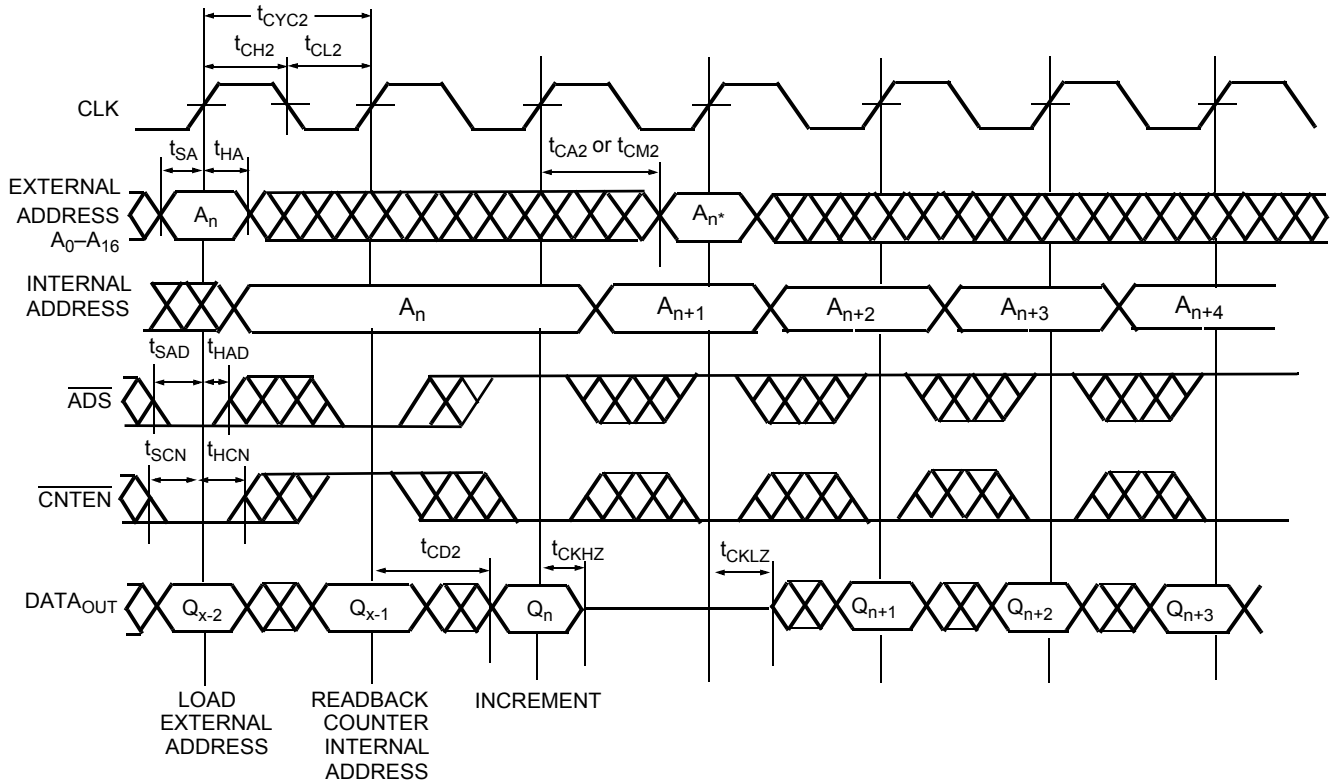 tCYC2
tCH2 tCL2
CLK
tSA tHA tCA2 or tCM2
EXTERNAL
ADDRESS
A0–A16
An An*
INTERNAL
ADDRESS
An An+1 An+2 An+3 An+4
tSAD tHAD
ADS
tSCN tHCN
CNTEN
tCD2 tCKHZ tCKLZ
DATAOUT
Qx-2 Qx-1 Qn Qn+1 Qn+2 Qn+3
LOAD
EXTERNAL
ADDRESS
READBACK
COUNTER
INTERNAL
ADDRESS
INCREMENT